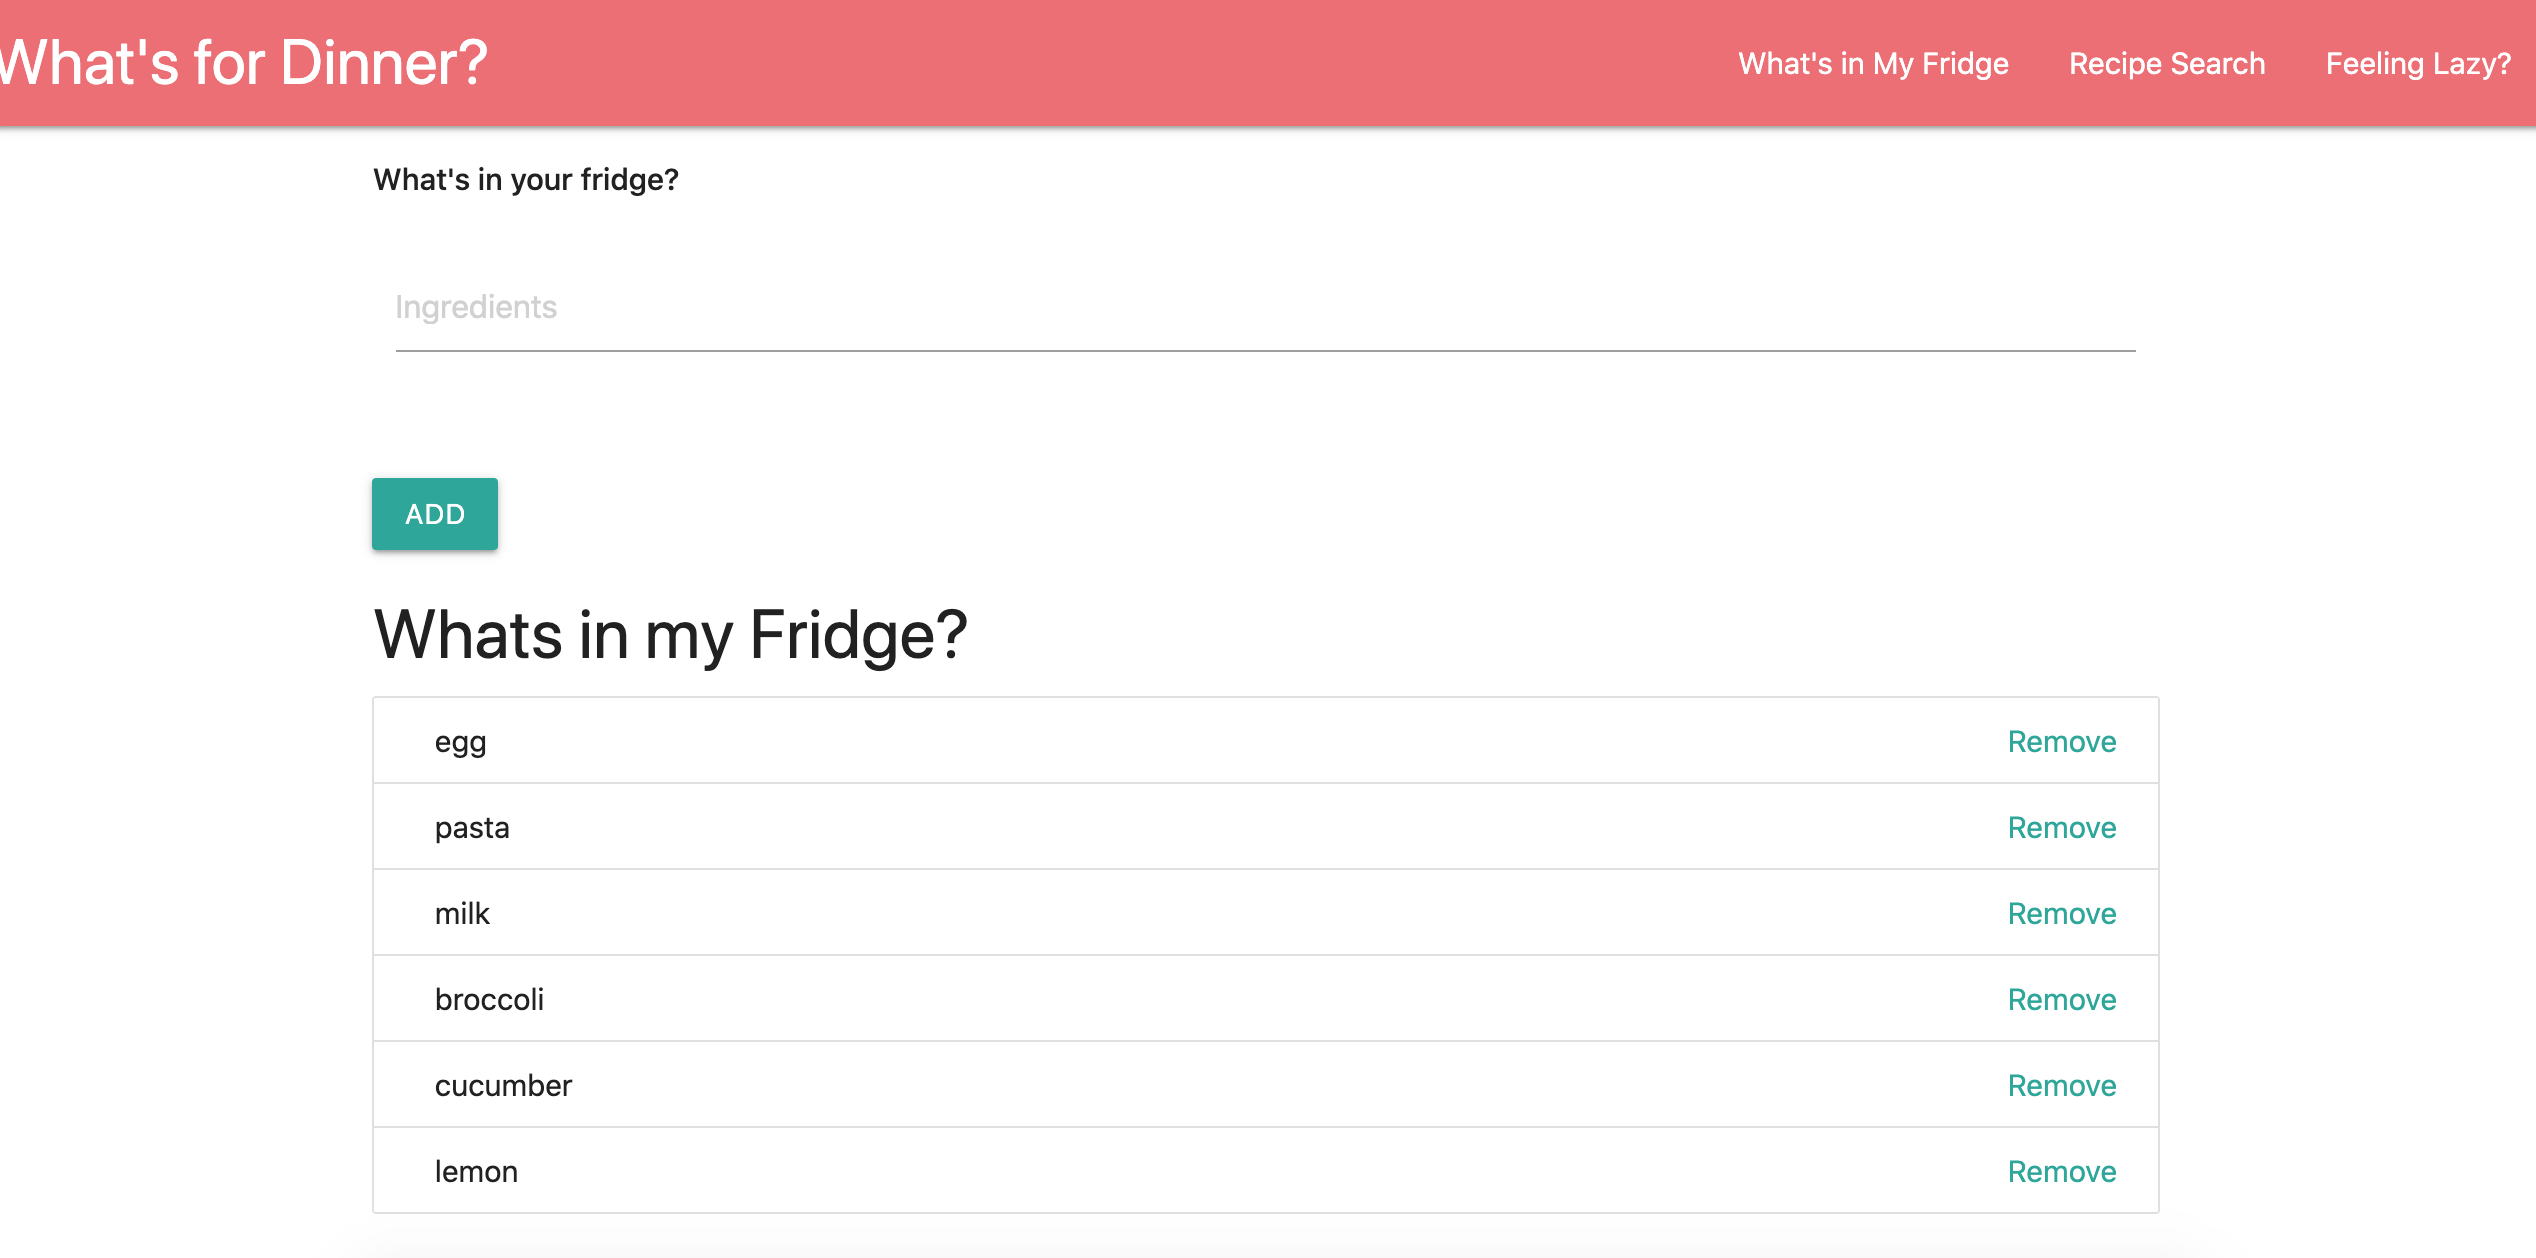 What's for Dinner? What's in My Fridge Recipe Search Feeling Lazy?
What's in your fridge?
Ingredients
ADD
Whats in my Fridge?
egg Remove
pasta Remove
milk Remove
broccoli Remove
cucumber Remove
lemon Remove